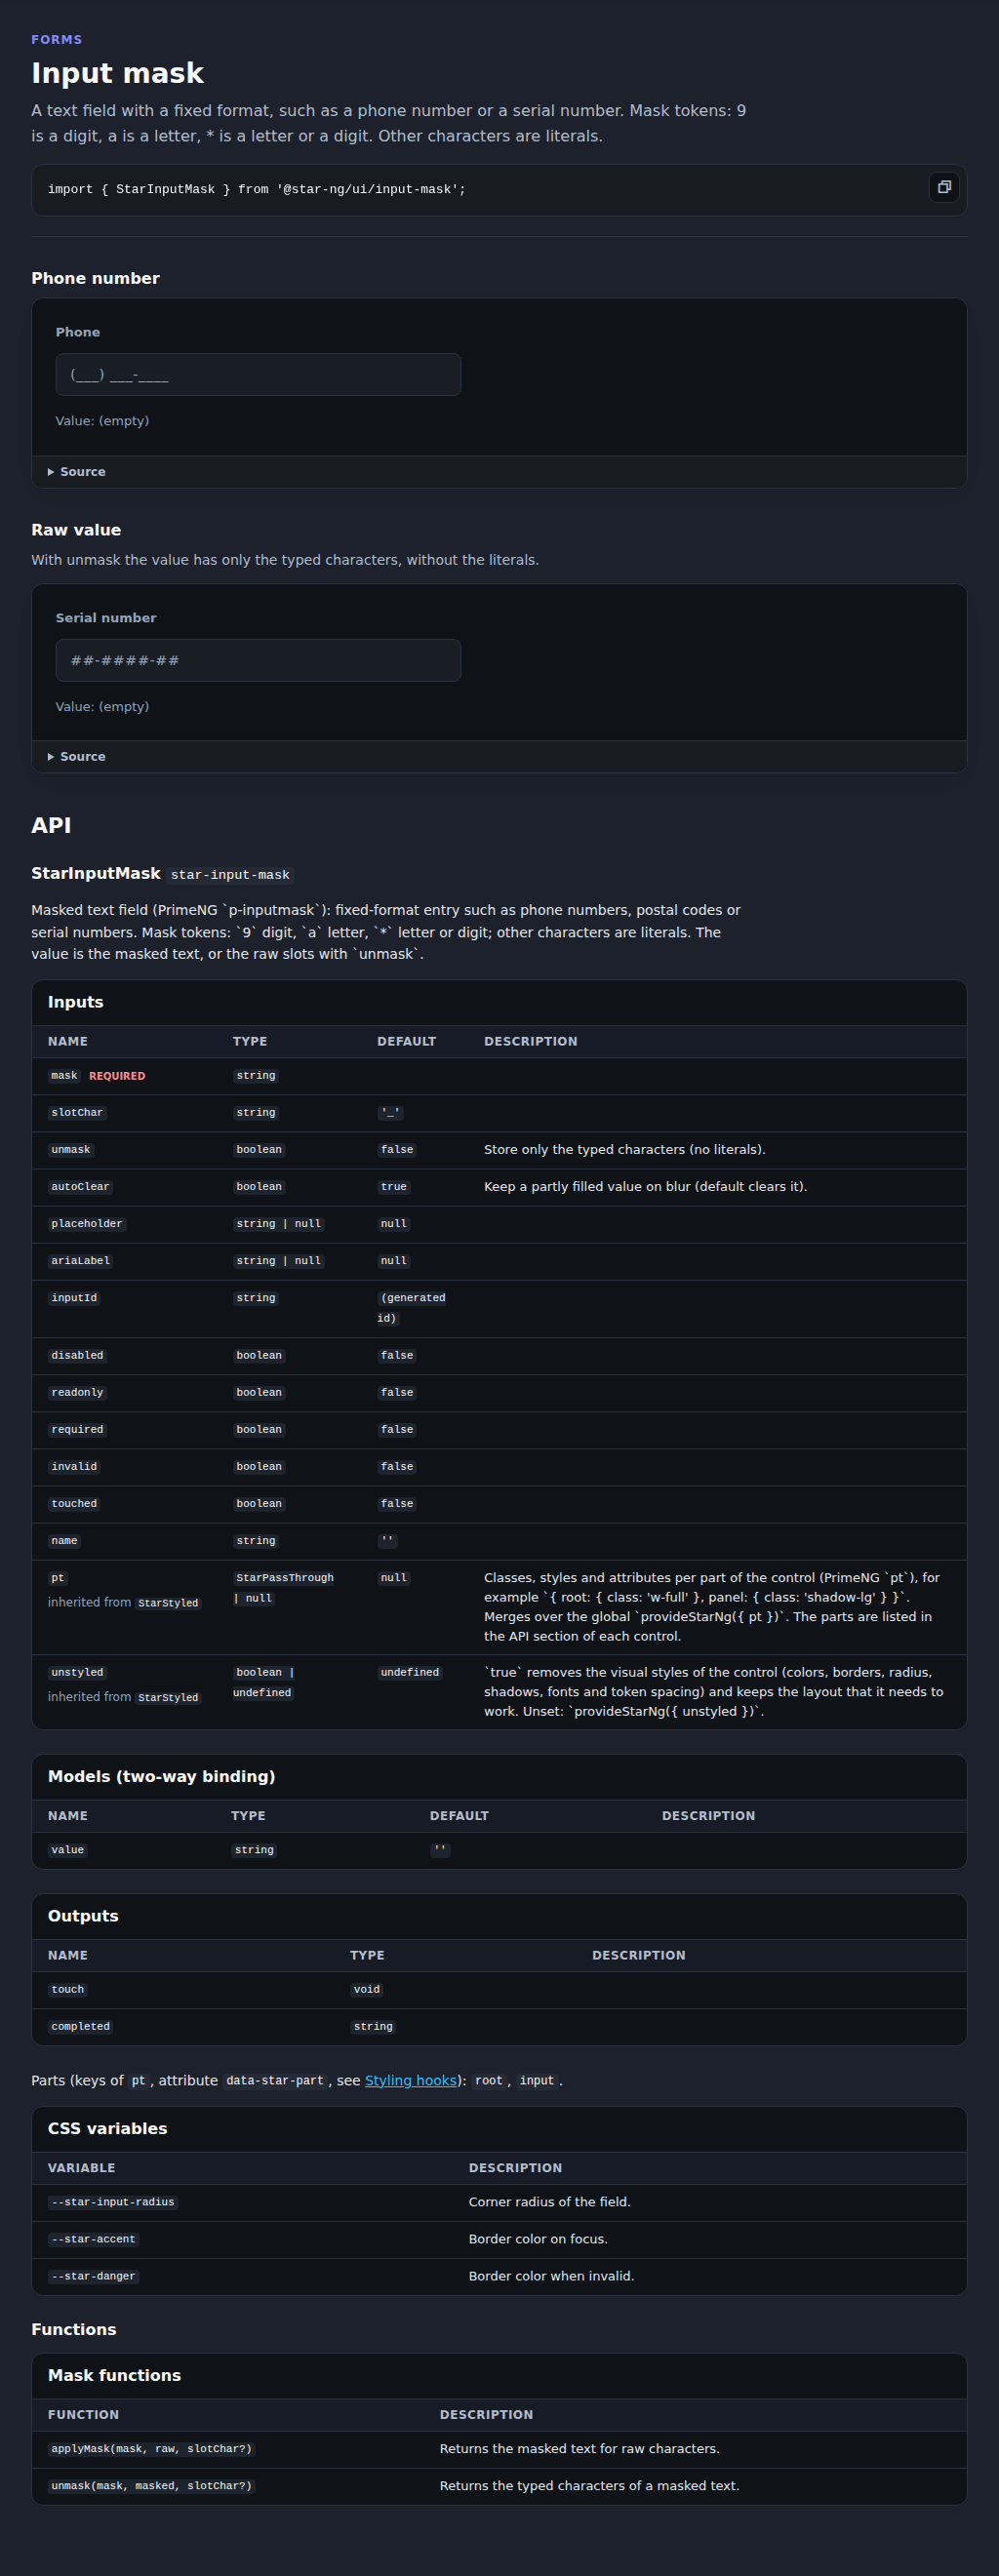 FORMS
Input mask
A text field with a fixed format, such as a phone number or a serial number. Mask tokens: 9
is a digit, a is a letter, * is a letter or a digit. Other characters are literals.
import { StarInputMask } from '@star-ng/ui/input-mask';
Phone number
Phone
(___) ___-____
Value: (empty)
Source
Raw value
With unmask the value has only the typed characters, without the literals.
Serial number
##-####-##
Value: (empty)
Source
API
StarInputMask star-input-mask
Masked text field (PrimeNG `p-inputmask`): fixed-format entry such as phone numbers, postal codes or
serial numbers. Mask tokens: `9` digit, `a` letter, `*` letter or digit; other characters are literals. The
value is the masked text, or the raw slots with `unmask`.
Inputs
NAME TYPE DEFAULT DESCRIPTION
mask REQUIRED string
slotChar string '_'
unmask boolean false Store only the typed characters (no literals).
autoClear boolean true Keep a partly filled value on blur (default clears it).
placeholder string | null null
ariaLabel string | null null
inputId string (generated
id)
disabled boolean false
readonly boolean false
required boolean false
invalid boolean false
touched boolean false
name string ''
pt StarPassThrough null Classes, styles and attributes per part of the control (PrimeNG `pt`), for
inherited from StarStyled | null example `{ root: { class: 'w-full' }, panel: { class: 'shadow-lg' } }`.
Merges over the global `provideStarNg({ pt })`. The parts are listed in
the API section of each control.
unstyled boolean | undefined `true` removes the visual styles of the control (colors, borders, radius,
inherited from StarStyled undefined shadows, fonts and token spacing) and keeps the layout that it needs to
work. Unset: `provideStarNg({ unstyled })`.
Models (two-way binding)
NAME TYPE DEFAULT DESCRIPTION
value string ''
Outputs
NAME TYPE DESCRIPTION
touch void
completed string
Parts (keys of pt, attribute data-star-part, see Styling hooks): root, input.
CSS variables
VARIABLE DESCRIPTION
--star-input-radius Corner radius of the field.
--star-accent Border color on focus.
--star-danger Border color when invalid.
Functions
Mask functions
FUNCTION DESCRIPTION
applyMask(mask, raw, slotChar?) Returns the masked text for raw characters.
unmask(mask, masked, slotChar?) Returns the typed characters of a masked text.